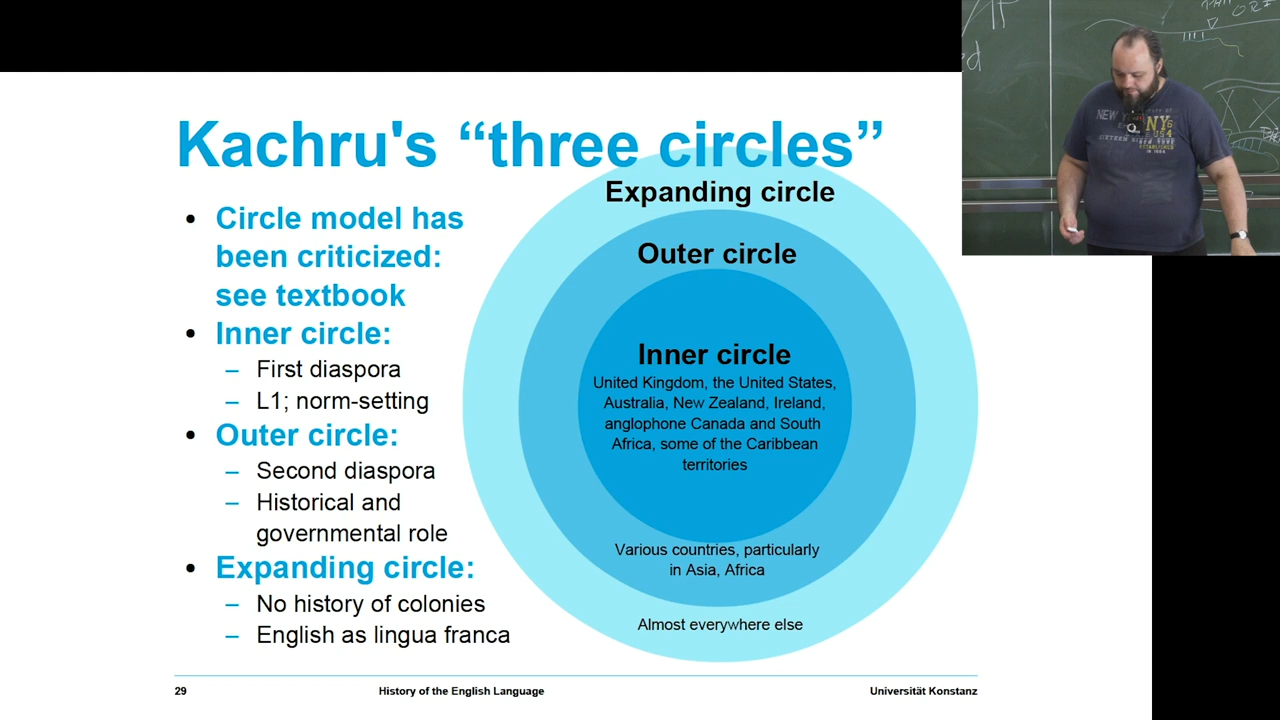 Kachru's “three circles”
• Circle model has
been criticized:
see textbook
• Inner circle:
– First diaspora
– L1; norm-setting
• Outer circle:
– Second diaspora
– Historical and
governmental role
• Expanding circle:
– No history of colonies
– English as lingua franca
Expanding circle
Outer circle
Inner circle
United Kingdom, the United States,
Australia, New Zealand, Ireland,
anglophone Canada and South
Africa, some of the Caribbean
territories
Various countries, particularly
in Asia, Africa
Almost everywhere else
29
History of the English Language
Universität Konstanz
NEW
NYS